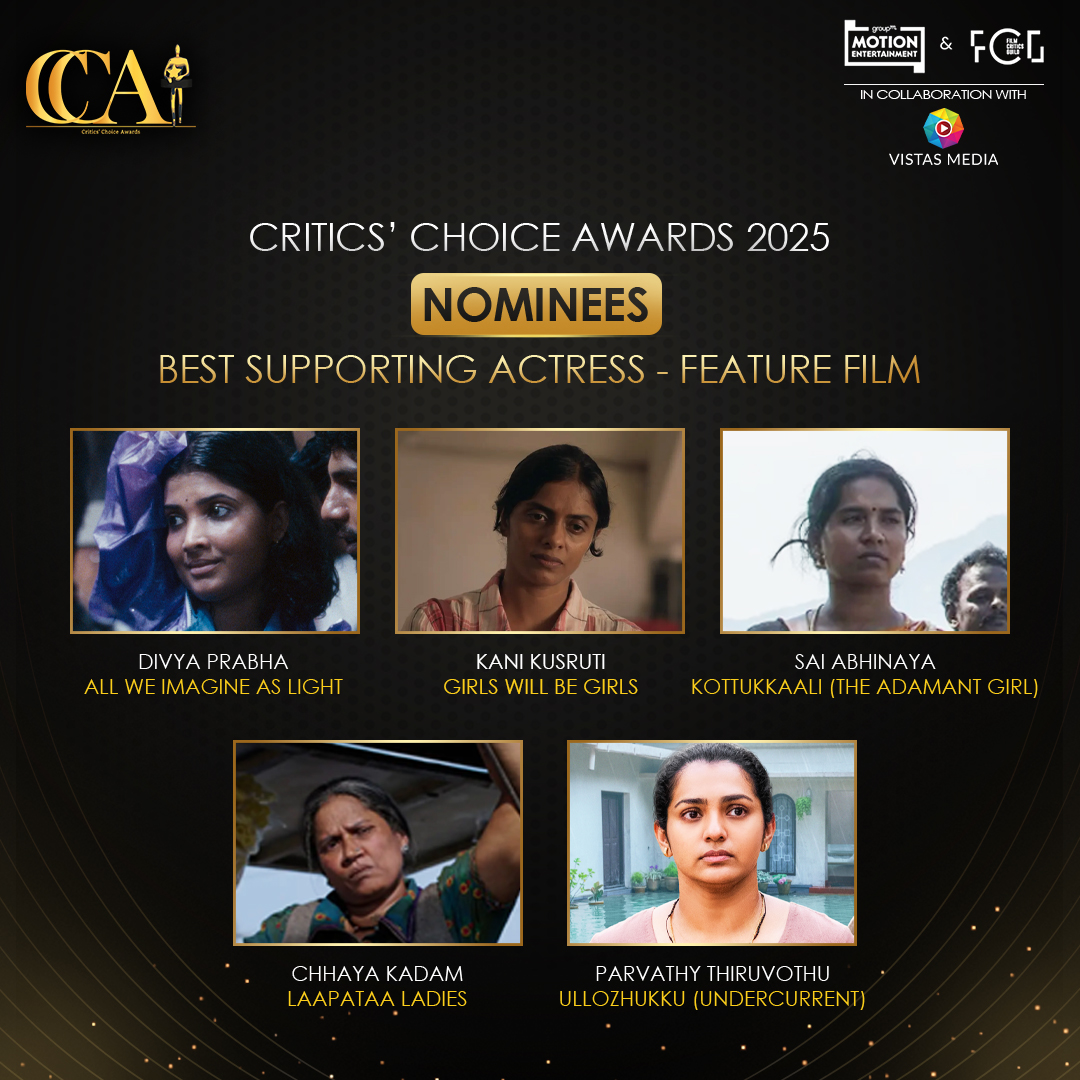 CCA
Critics' Choice Awards
groupm
MOTION
ENTERTAINMENT
&
FCG
FILM
CRITICS
GUILD
IN COLLABORATION WITH
VISTAS MEDIA
CRITICS' CHOICE AWARDS 2025
NOMINEES
BEST SUPPORTING ACTRESS - FEATURE FILM
DIVYA PRABHA
ALL WE IMAGINE AS LIGHT
KANI KUSRUTI
GIRLS WILL BE GIRLS
SAI ABHINAYA
KOTTUKKAALI (THE ADAMANT GIRL)
CHHAYA KADAM
LAAPATAA LADIES
PARVATHY THIRUVOTHU
ULLOZHUKKU (UNDERCURRENT)